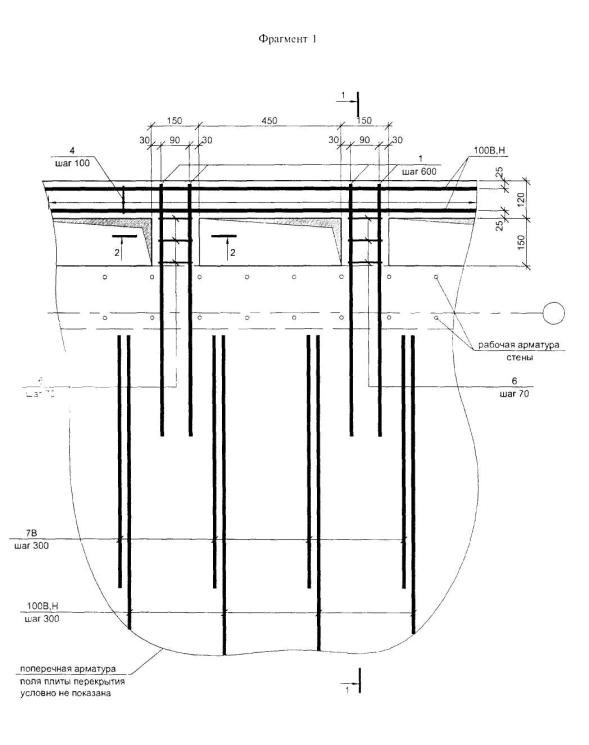 Фрагмент 1
1
150 450 150
30 90 30 30 90 30
4
шаг 100
1
шаг 600
100В,Н
25
120
25
150
2 2
рабочая арматура
стены
6
шаг 70
7В
шаг 300
100В,Н
шаг 300
поперечная арматура
поля плиты перекрытия
условно не показана
1